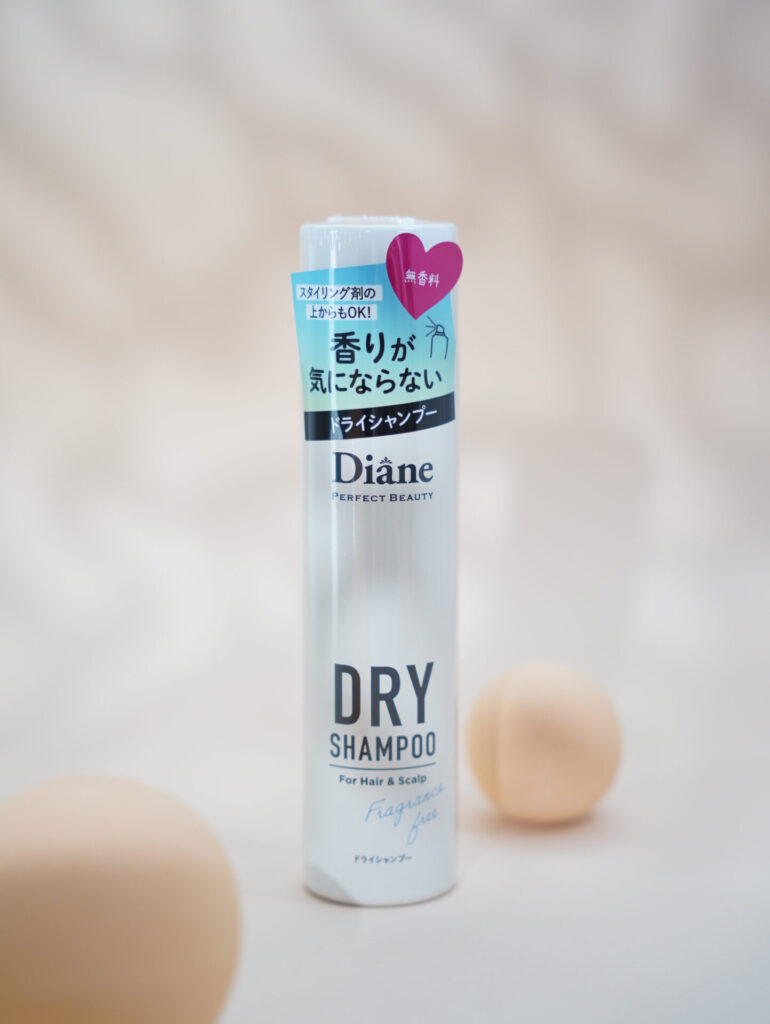 無香料
スタイリング剤の
上からもOK!
香りが
気にならない
ドライシャンプー
Diane
PERFECT BEAUTY
DRY
SHAMPOO
For Hair & Scalp
Fragrance
free
ドライシャンプー